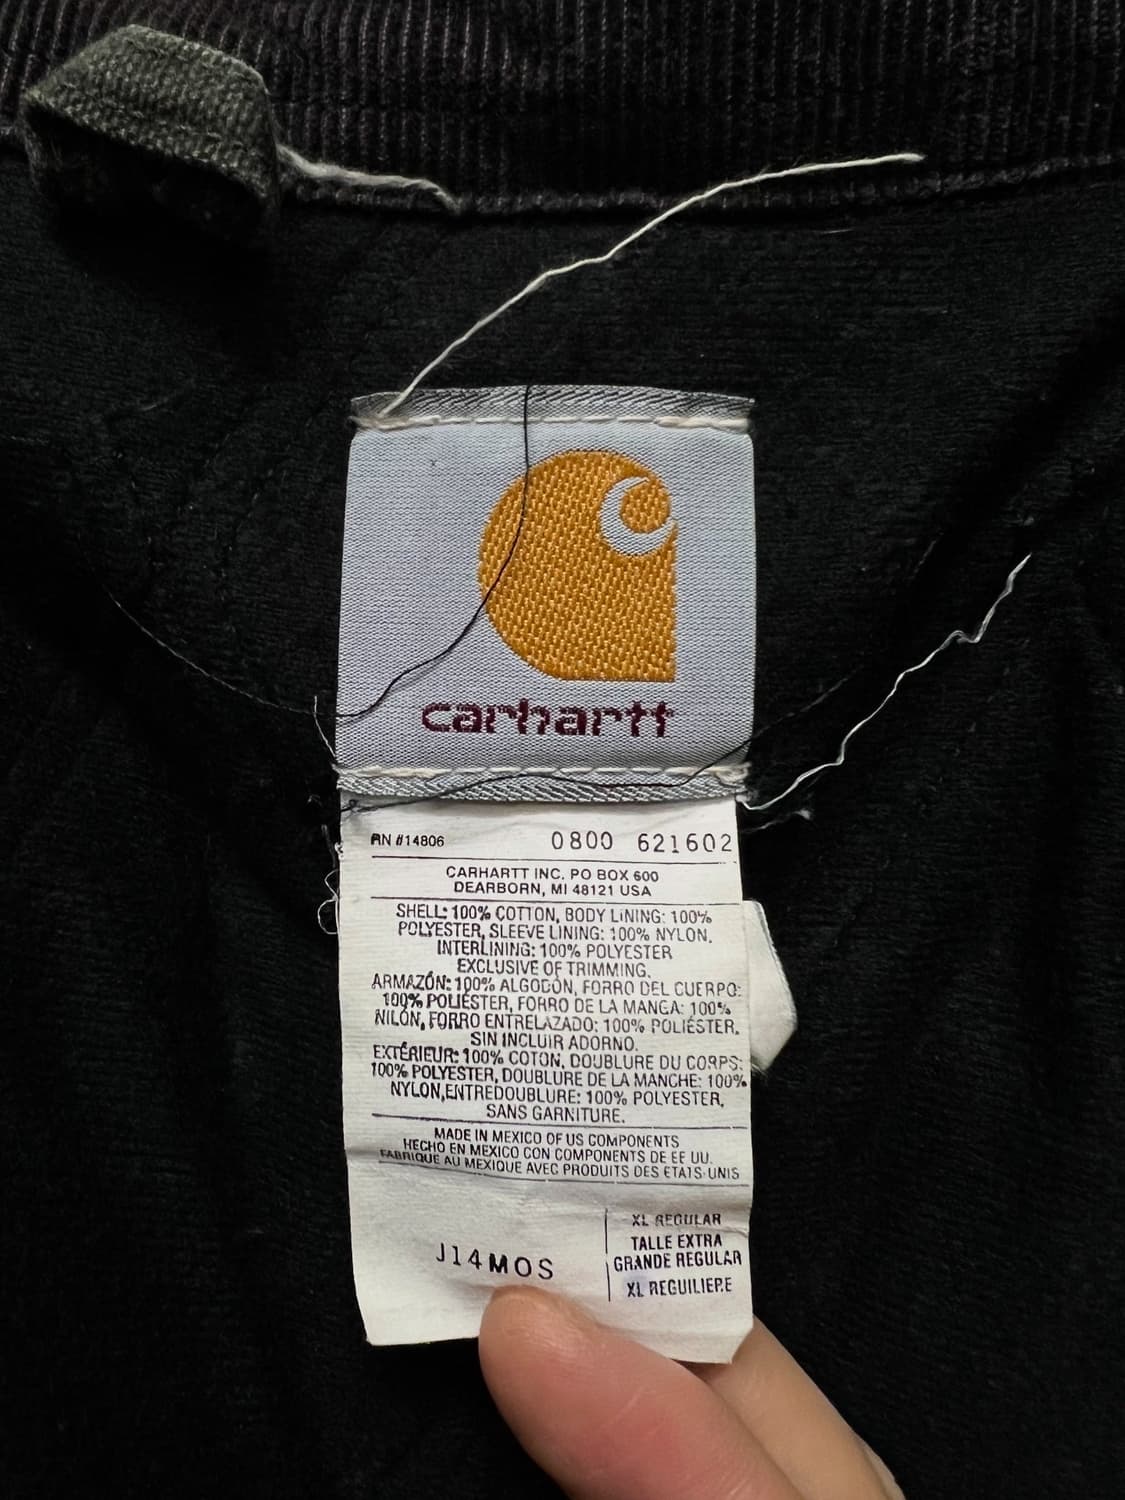 carhartt
RN #14806 0800 621602
CARHARTT INC. PO BOX 600
DEARBORN, MI 48121 USA
SHELL: 100% COTTON, BODY LINING: 100%
POLYESTER, SLEEVE LINING: 100% NYLON.
INTERLINING: 100% POLYESTER
EXCLUSIVE OF TRIMMING.
ARMAZÓN: 100% ALGODÓN, FORRO DEL CUERPO:
100% POLIÉSTER, FORRO DE LA MANGA: 100%
NILÓN, FORRO ENTRELAZADO: 100% POLIÉSTER.
SIN INCLUIR ADORNO.
EXTÉRIEUR: 100% COTON, DOUBLURE DU CORPS:
100% POLYESTER, DOUBLURE DE LA MANCHE: 100%
NYLON,ENTREDOUBLURE: 100% POLYESTER,
SANS GARNITURE.
MADE IN MEXICO OF US COMPONENTS
HECHO EN MEXICO CON COMPONENTS DE EE UU.
FABRIQUE AU MEXIQUE AVEC PRODUITS DES ETATS-UNIS
XL REGULAR
TALLE EXTRA
GRANDE REGULAR
XL REGUILIERE
J14MOS